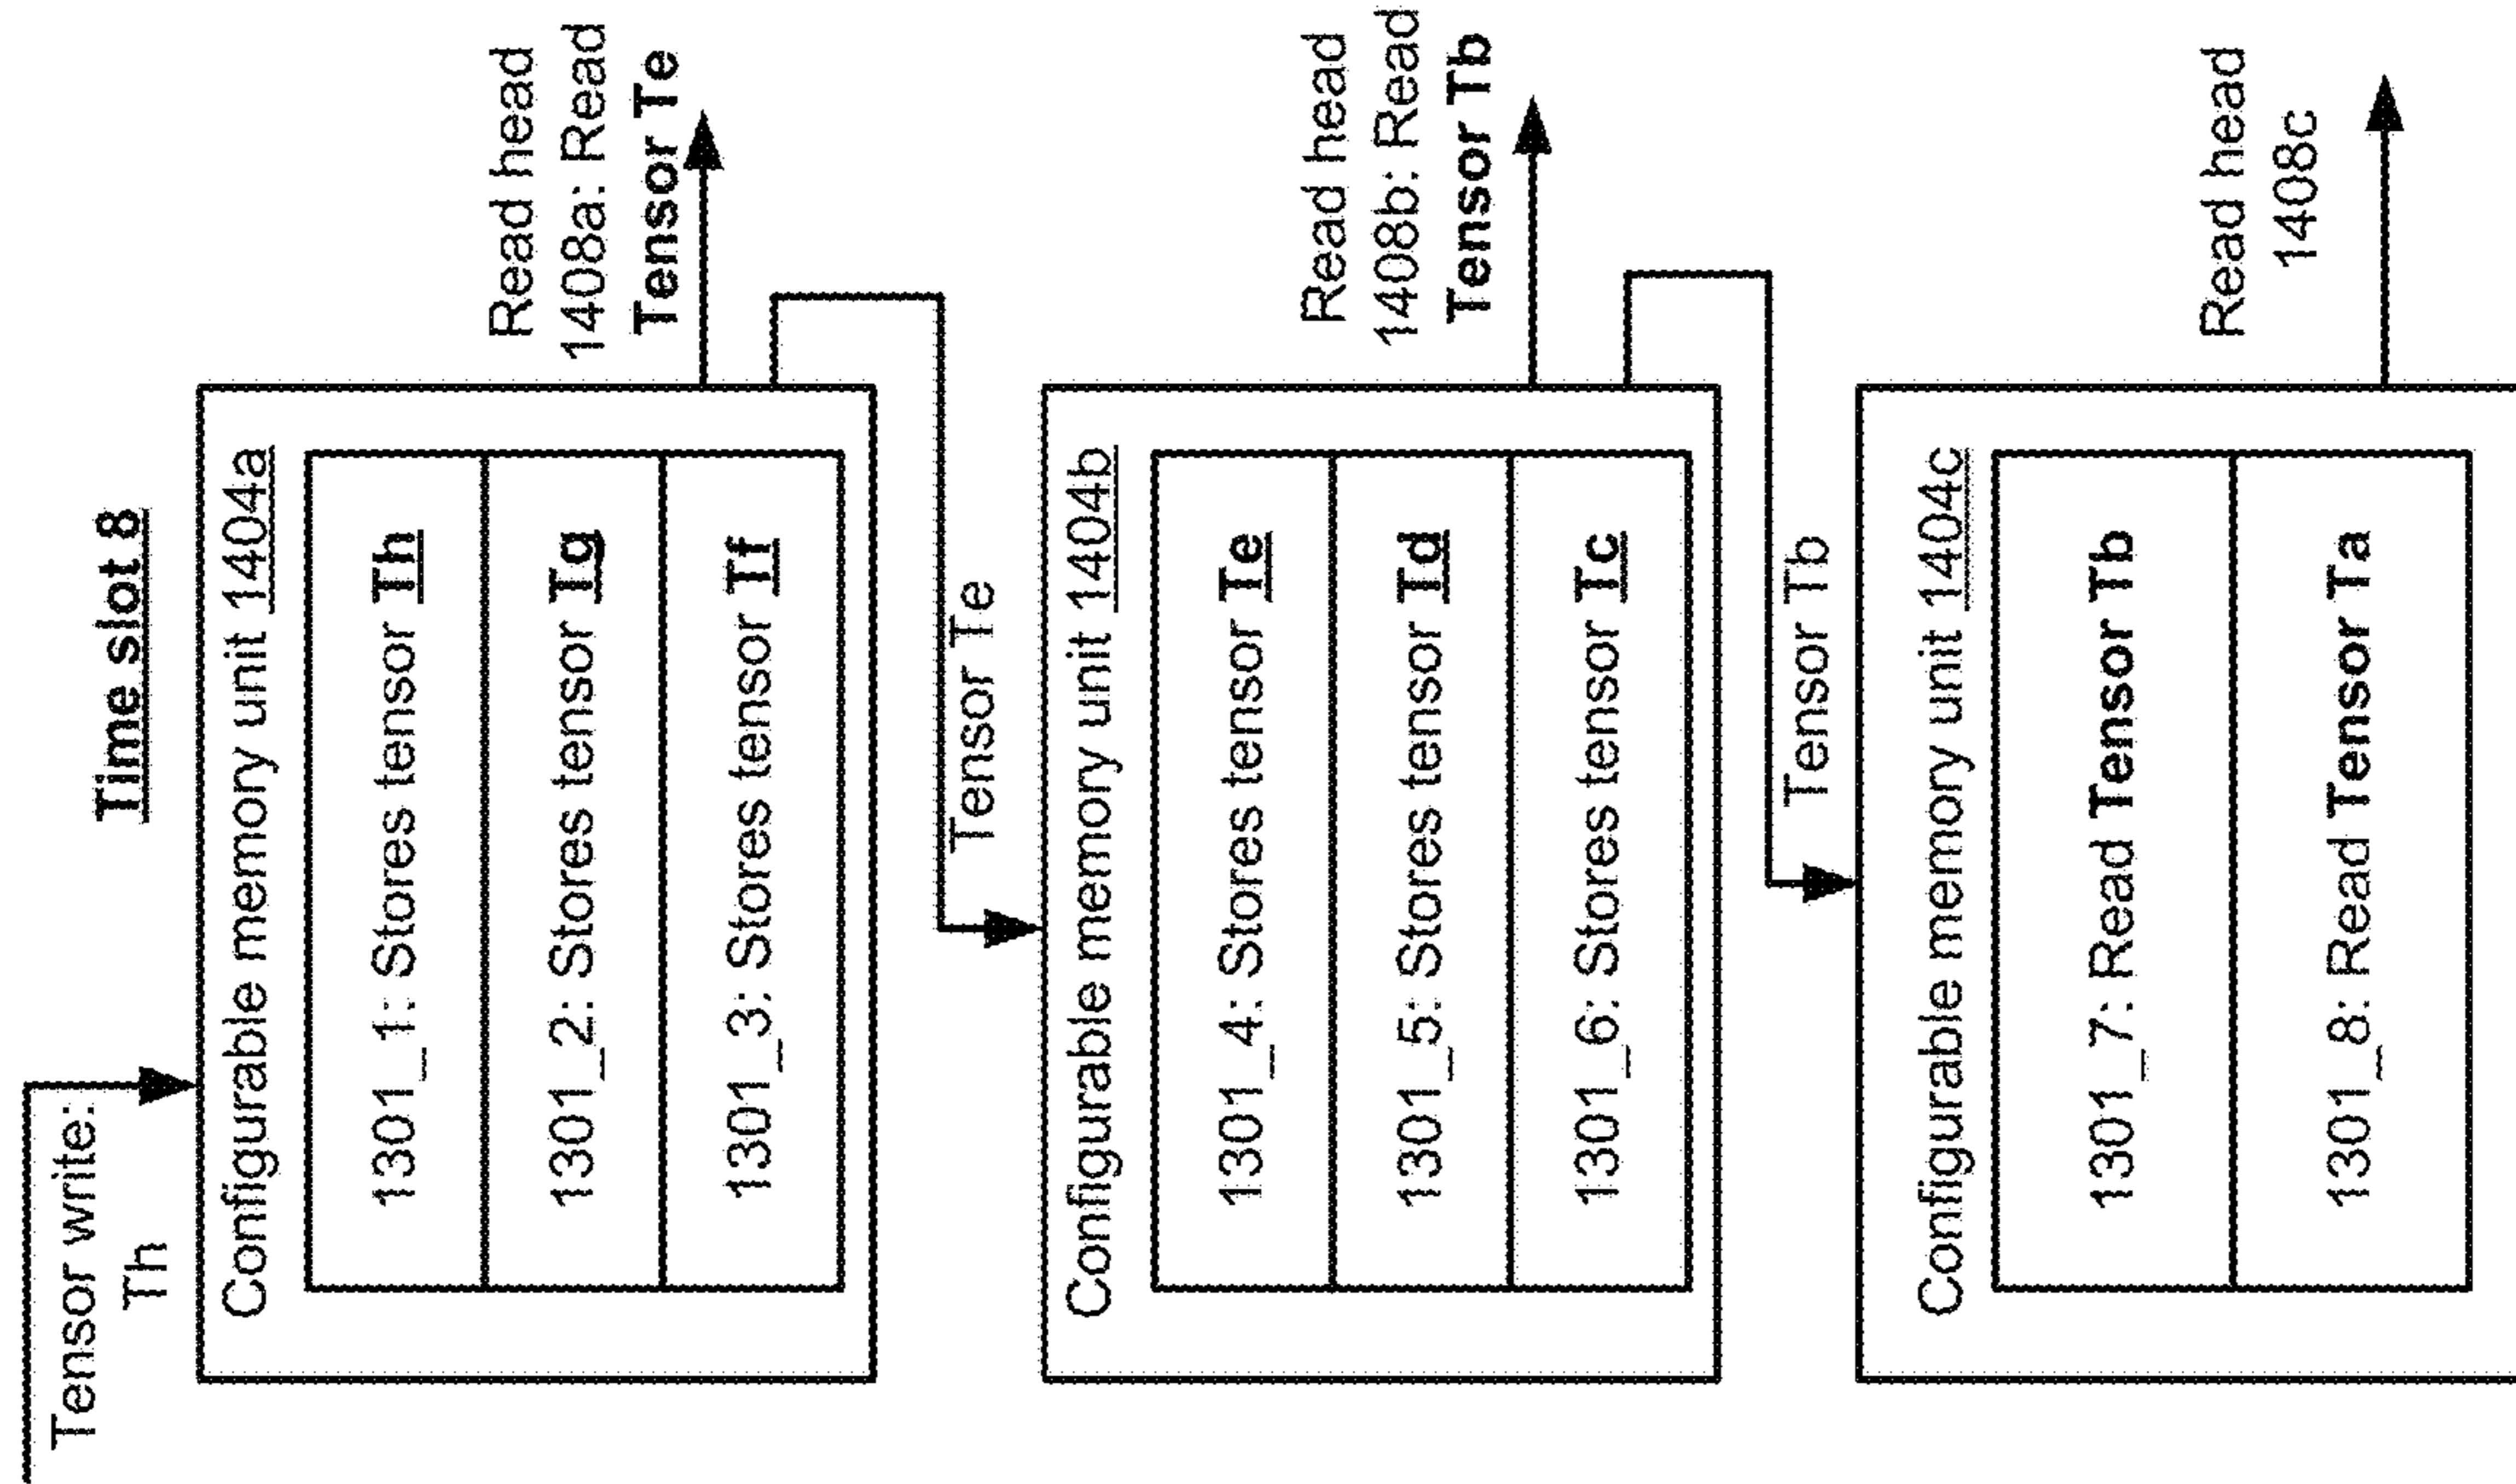 Time slot 8
Tensor write:
Th
Configurable memory unit 1404a
1301_1: Stores tensor Th
1301_2: Stores tensor Tg
1301_3: Stores tensor Tf
Read head
1408a: Read
Tensor Te
Tensor Te
Configurable memory unit 1404b
1301_4: Stores tensor Te
1301_5: Stores tensor Td
1301_6: Stores tensor Tc
Read head
1408b: Read
Tensor Tb
Tensor Tb
Configurable memory unit 1404c
1301_7: Read Tensor Tb
1301_8: Read Tensor Ta
Read head
1408c